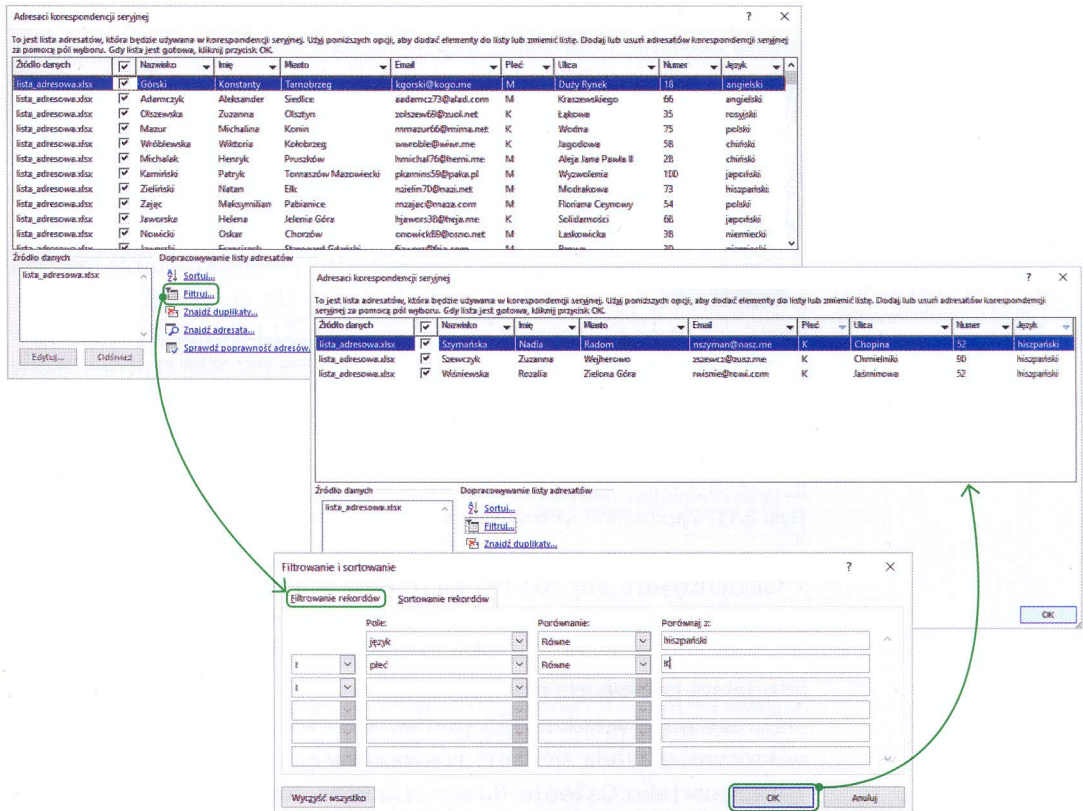 Adresaci korespondencji seryjnej ? ×
To jest lista adresatów, która będzie używana w korespondencji seryjnej. Użyj poniższych opcji, aby dodać elementy do listy lub zmienić listę. Dodaj lub usuń adresatów korespondencji seryjnej
za pomocą pól wyboru. Gdy lista jest gotowa, kliknij przycisk OK.
Źródło danych Nazwisko Imię Miasto Email Płeć Ulica Numer Język
lista_adresowa.xlsx Górski Konstanty Tarnobrzeg kgorski@kogo.me M Duży Rynek 18 angielski
lista_adresowa.xlsx Adamczyk Aleksander Siedlce aadamcz73@alad.com M Kraszewskiego 66 angielski
lista_adresowa.xlsx Olszewska Zuzanna Olsztyn zolszew69@zuol.net K Łąkowa 35 rosyjski
lista_adresowa.xlsx Mazur Michalina Konin mmazur66@mima.net K Wodna 75 polski
lista_adresowa.xlsx Wróblewska Wiktoria Kołobrzeg wwroble@wiwr.me K Jagodowa 58 chiński
lista_adresowa.xlsx Michalak Henryk Pruszków hmichal76@hemi.me M Aleja Jana Pawła II 28 chiński
lista_adresowa.xlsx Kamiński Patryk Tomaszów Mazowiecki pkamins59@paka.pl M Wyzwolenia 100 japoński
lista_adresowa.xlsx Zieliński Natan Ełk nzielin70@nazi.net M Modrakowa 73 hiszpański
lista_adresowa.xlsx Zając Maksymilian Pabianice mzajac@maza.com M Floriana Ceynowy 54 polski
lista_adresowa.xlsx Jaworska Helena Jelenia Góra hjawors38@heja.me K Solidarności 68 japoński
lista_adresowa.xlsx Nowicki Oskar Chorzów onowick89@osno.net M Laskowicka 38 niemiecki
Źródło danych Dopracowywanie listy adresatów
lista_adresowa.xlsx
Sortuj...
Filtruj...
Znajdź duplikaty...
Znajdź adresata...
Sprawdź poprawność adresów
Edytuj... Odśwież
Adresaci korespondencji seryjnej ? ×
To jest lista adresatów, która będzie używana w korespondencji seryjnej. Użyj poniższych opcji, aby dodać elementy do listy lub zmienić listę. Dodaj lub usuń adresatów korespondencji
seryjnej za pomocą pól wyboru. Gdy lista jest gotowa, kliknij przycisk OK.
Źródło danych Nazwisko Imię Miasto Email Płeć Ulica Numer Język
lista_adresowa.xlsx Szymańska Nadia Radom nszyman@nasz.me K Chopina 52 hiszpański
lista_adresowa.xlsx Szewczyk Zuzanna Wejherowo zszewcz@zusz.me K Chmielniki 90 hiszpański
lista_adresowa.xlsx Wiśniewska Rozalia Zielona Góra rwisnie@rowi.com K Jaśminowa 52 hiszpański
Źródło danych Dopracowywanie listy adresatów
lista_adresowa.xlsx
Sortuj...
Filtruj...
Znajdź duplikaty...
OK
Filtrowanie i sortowanie ? ×
Filtrowanie rekordów Sortowanie rekordów
Pole: Porównanie: Porównaj z:
język Równe hiszpański
I płeć Równe K
I
Wyczyść wszystko OK Anuluj